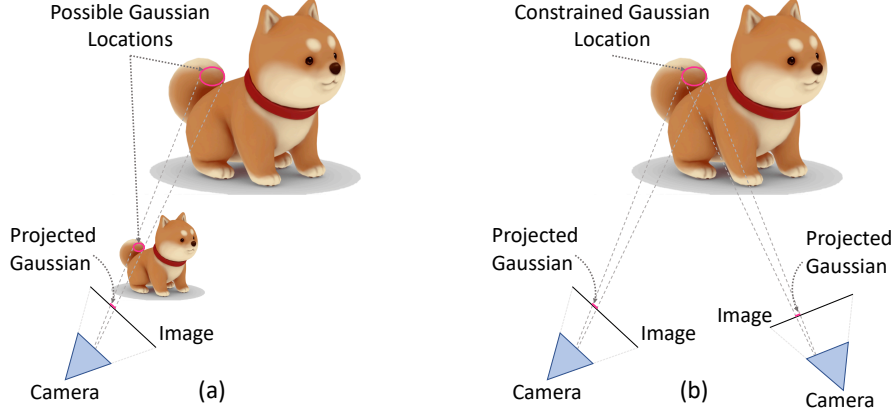 Possible Gaussian
Locations
Projected
Gaussian
Image
Camera
(a)
Constrained Gaussian
Location
Projected
Gaussian
Image
Camera
(b)
Projected
Gaussian
Image
Camera